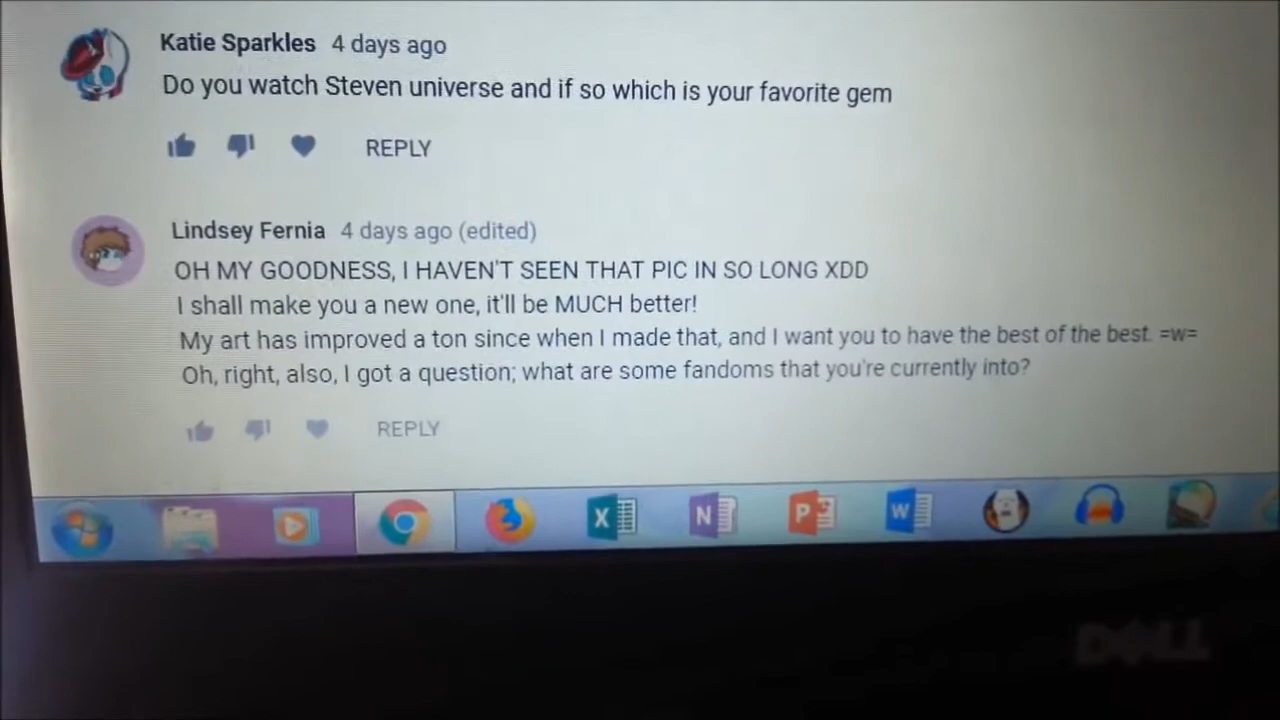 Katie Sparkles 4 days ago
Do you watch Steven universe and if so which is your favorite gem
REPLY
Lindsey Fernia 4 days ago (edited)
OH MY GOODNESS, I HAVEN'T SEEN THAT PIC IN SO LONG XDD
I shall make you a new one, it'll be MUCH better!
My art has improved a ton since when I made that, and I want you to have the best of the best. =w=
Oh, right, also, I got a question; what are some fandoms that you're currently into?
REPLY
X N P W
DELL